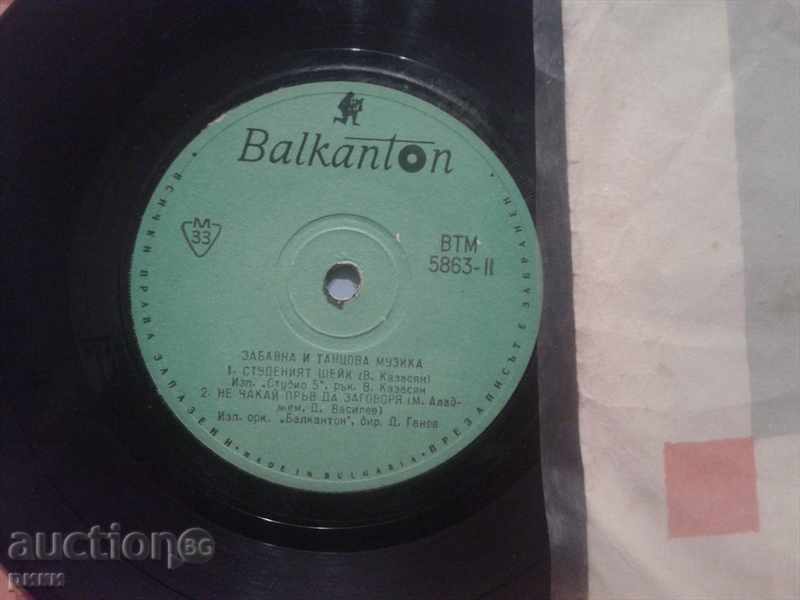 Balkanton
М
33
ВТМ
5863-II
ЗАБАВНА И ТАНЦОВА МУЗИКА
1. СТУДЕНИЯТ ШЕЙК (В. Казасян)
Изп. „Студио 5", рък. В. Казасян
2. НЕ ЧАКАЙ ПРЪВ ДА ЗАГОВОРЯ (М. Алад-
жем, Д. Василев)
Изп. орк. „Балкантон", дир. Д. Ганев
• ВСИЧКИ ПРАВА ЗАПАЗЕНИ • MADE IN BULGARIA • ПРЕЗАПИСЪТ Е ЗАБРАНЕН •
auction BG